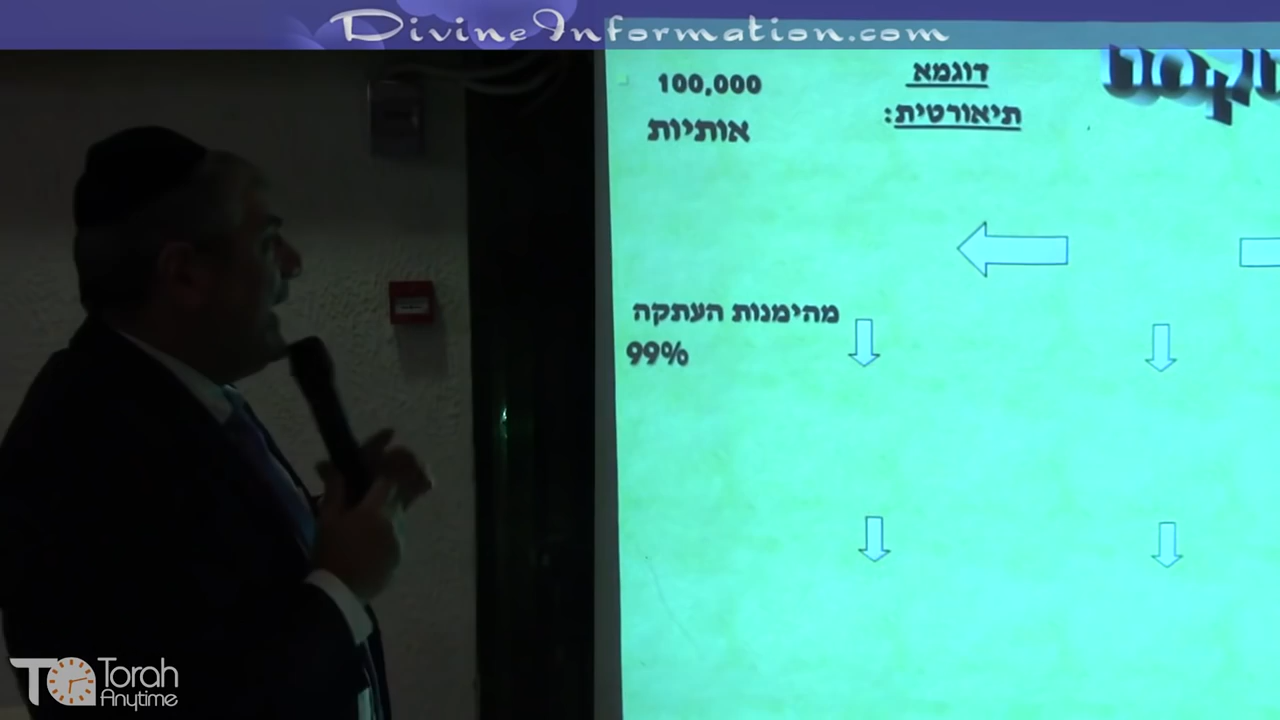 DivineInformation.com
דוגמא
תיאורטית:
100,000
אותיות
מהימנות העתקה
99%
Torah
Anytime